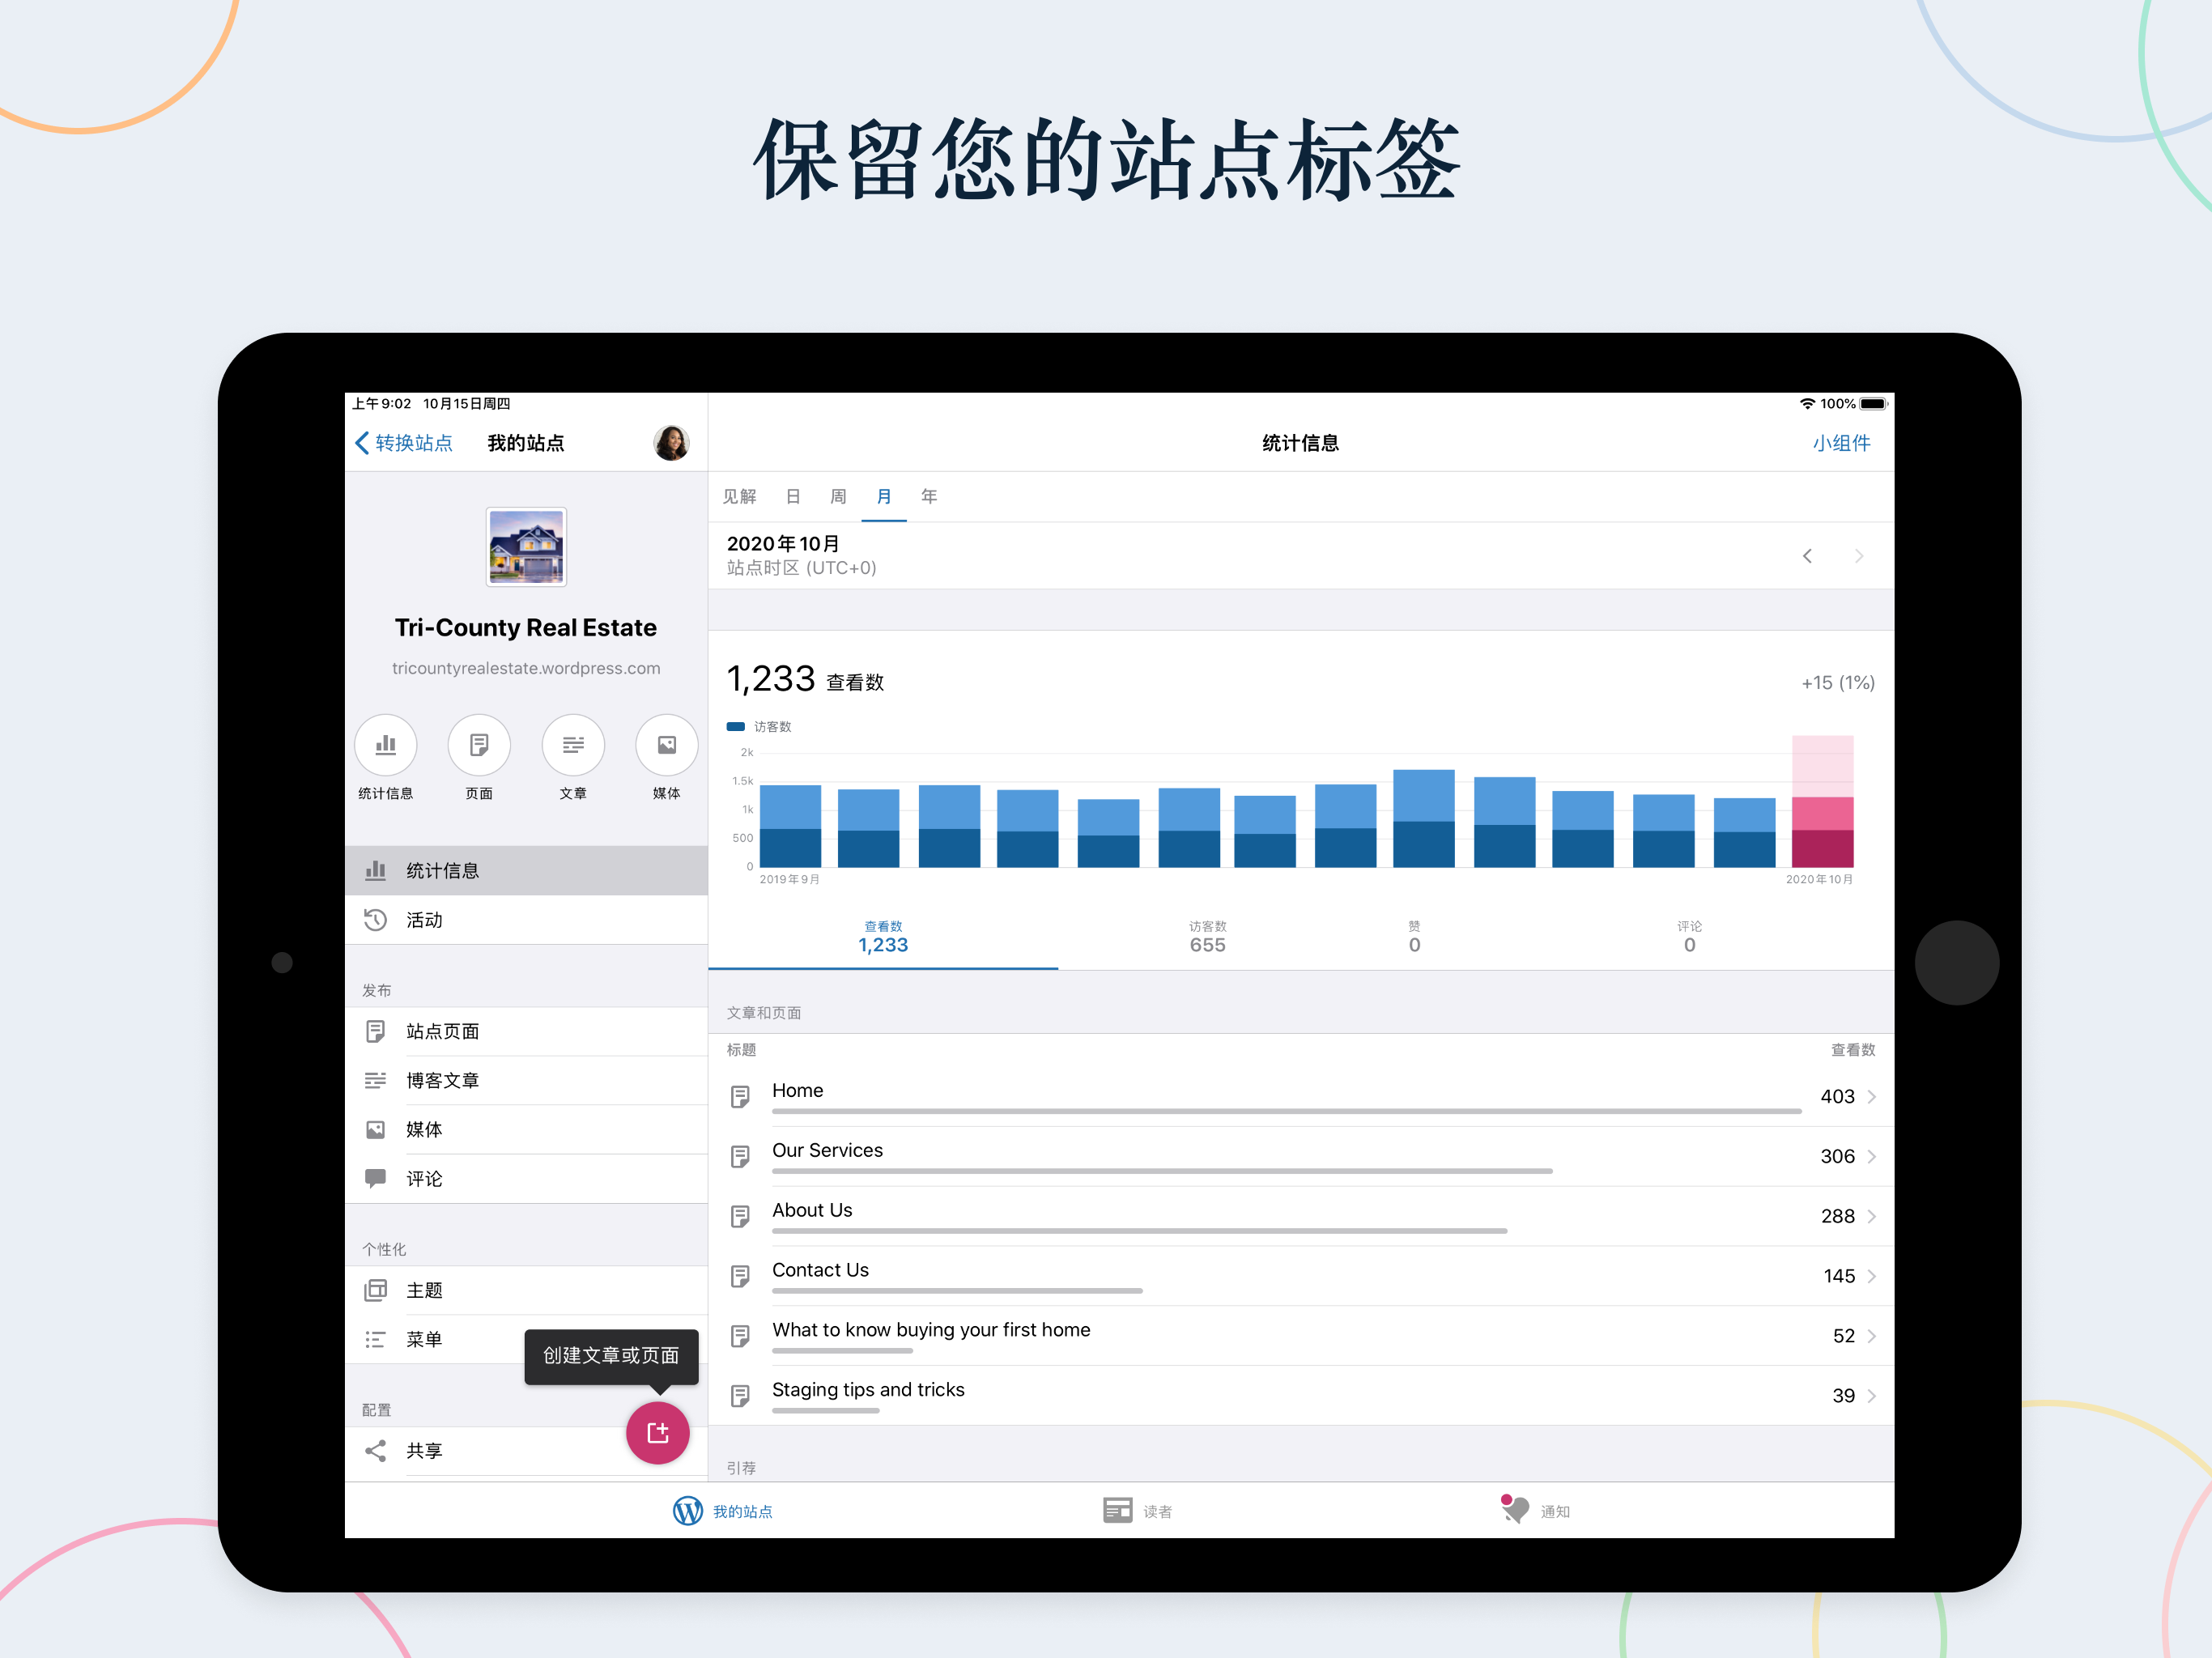 保留您的站点标签
上午9:02 10月15日周四
100%
转换站点 我的站点
统计信息
小组件
Tri-County Real Estate
tricountyrealestate.wordpress.com
统计信息 页面 文章 媒体
统计信息
活动
发布
站点页面
博客文章
媒体
评论
个性化
主题
菜单
创建文章或页面
配置
共享
见解 日 周 月 年
2020年10月
站点时区 (UTC+0)
1,233 查看数
+15 (1%)
访客数
2k
1.5k
1k
500
0
2019年9月 2020年10月
查看数 访客数 赞 评论
1,233 655 0 0
文章和页面
标题 查看数
Home 403
Our Services 306
About Us 288
Contact Us 145
What to know buying your first home 52
Staging tips and tricks 39
引荐
我的站点 读者 通知